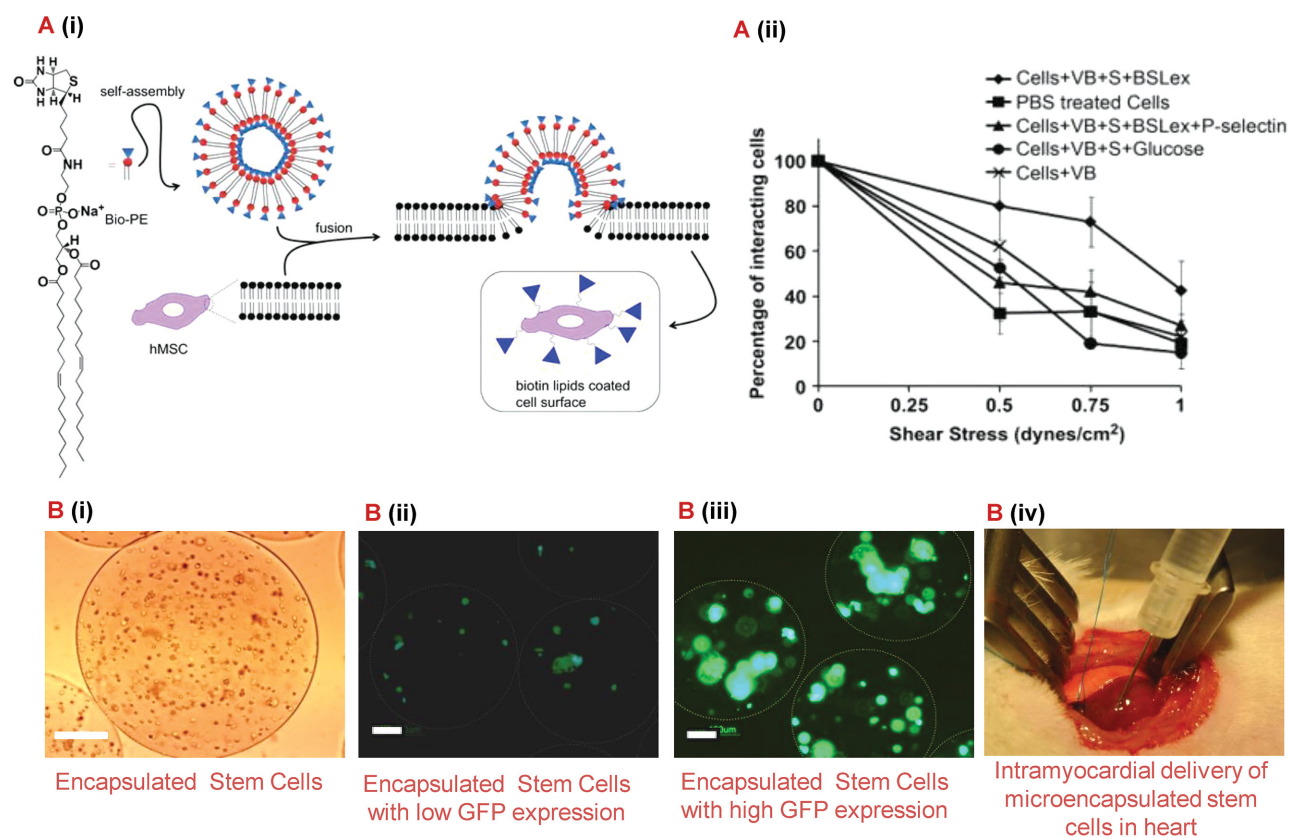 A (i)
H H
HN
O
S
N
H H
H
self-assembly
O
NH
=
O
O=P-O-Na⁺
O
Bio-PE
H
O
O
O
O
fusion
hMSC
biotin lipids coated
cell surface
A (ii)
Cells+VB+S+BSLex
PBS treated Cells
Cells+VB+S+BSLex+P-selectin
Cells+VB+S+Glucose
Cells+VB
Percentage of interacting cells
100
80
60
40
20
0
0
0.25
0.5
0.75
1
Shear Stress (dynes/cm²)
B (i)
B (ii)
B (iii)
B (iv)
Encapsulated Stem Cells
Encapsulated Stem Cells
with low GFP expression
Encapsulated Stem Cells
with high GFP expression
Intramyocardial delivery of
microencapsulated stem
cells in heart